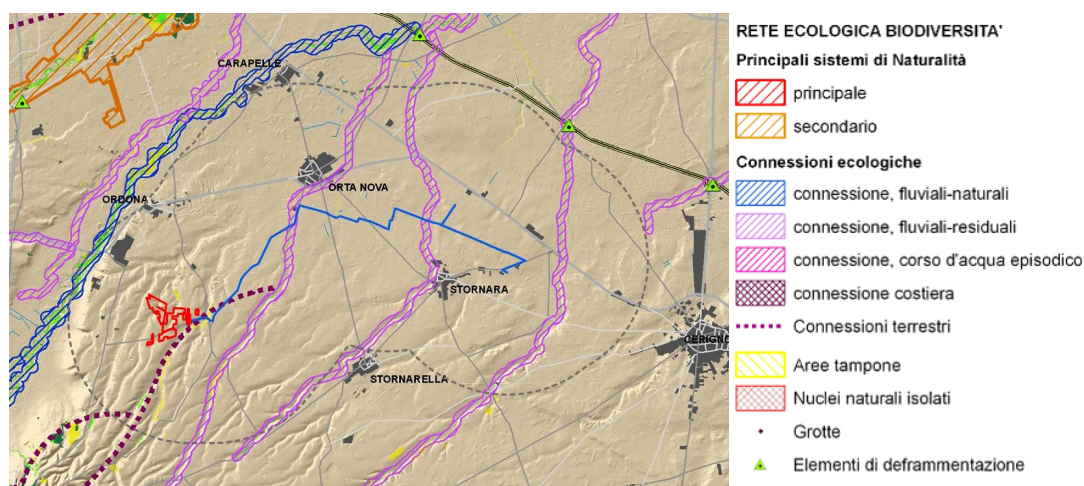 CARAPELLE
ORTA NOVA
ORDONA
STORNARA
STORNARELLA
CERIGNO
RETE ECOLOGICA BIODIVERSITA'
Principali sistemi di Naturalità
principale
secondario
Connessioni ecologiche
connessione, fluviali-naturali
connessione, fluviali-residuali
connessione, corso d'acqua episodico
connessione costiera
Connessioni terrestri
Aree tampone
Nuclei naturali isolati
Grotte
Elementi di deframmentazione